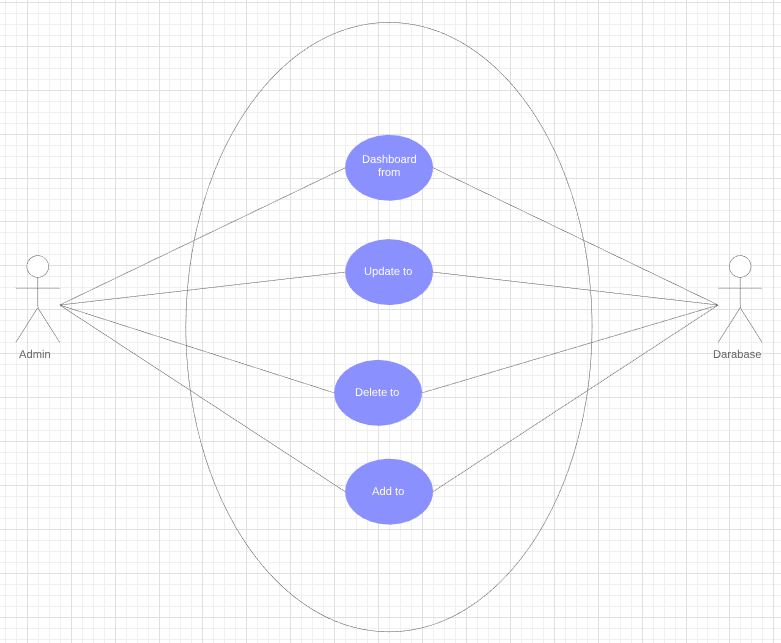 Dashboard
from
Update to
Admin
Darabase
Delete to
Add to